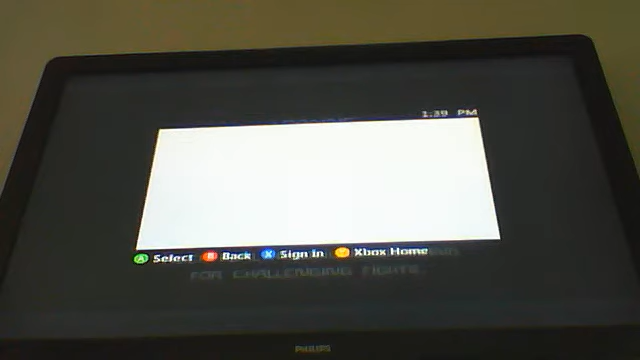 1:39 PM
A Select B Back X Sign In Y Xbox Home
FOR CHALLENGING FIGHTS
PHILIPS